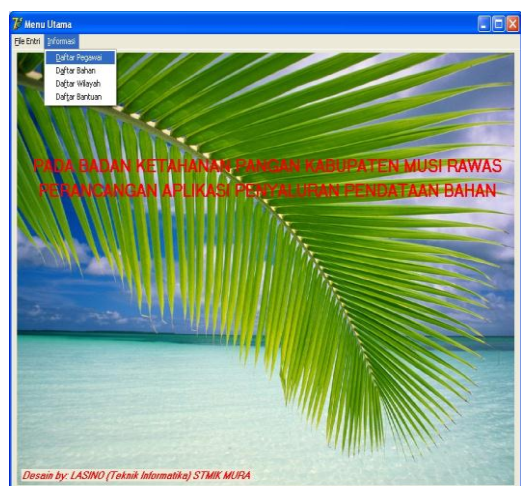 Menu Utama
File Entri Informasi
Daftar Pegawai
Daftar Bahan
Daftar Wilayah
Daftar Bantuan
PADA BADAN KETAHANAN PANGAN KABUPATEN MUSI RAWAS
PERANCANGAN APLIKASI PENYALURAN PENDATAAN BAHAN
Desain by: LASINO (Teknik Informatika) STMIK MURA